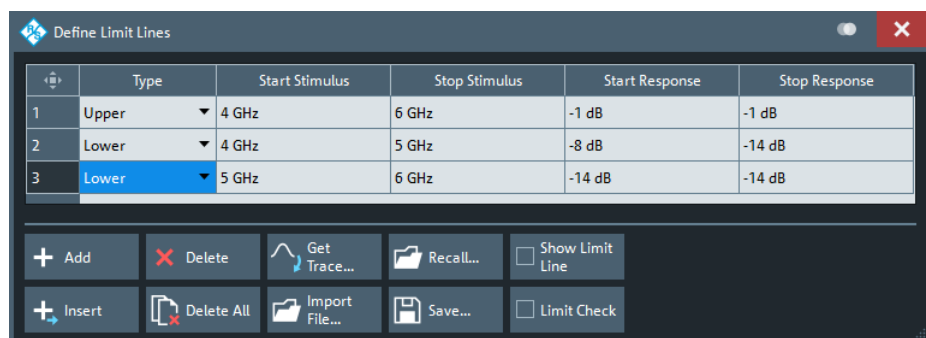 R&S Define Limit Lines
Type Start Stimulus Stop Stimulus Start Response Stop Response
1 Upper 4 GHz 6 GHz -1 dB -1 dB
2 Lower 4 GHz 5 GHz -8 dB -14 dB
3 Lower 5 GHz 6 GHz -14 dB -14 dB
Add Delete Get Trace... Recall... Show Limit Line
Insert Delete All Import File... Save... Limit Check